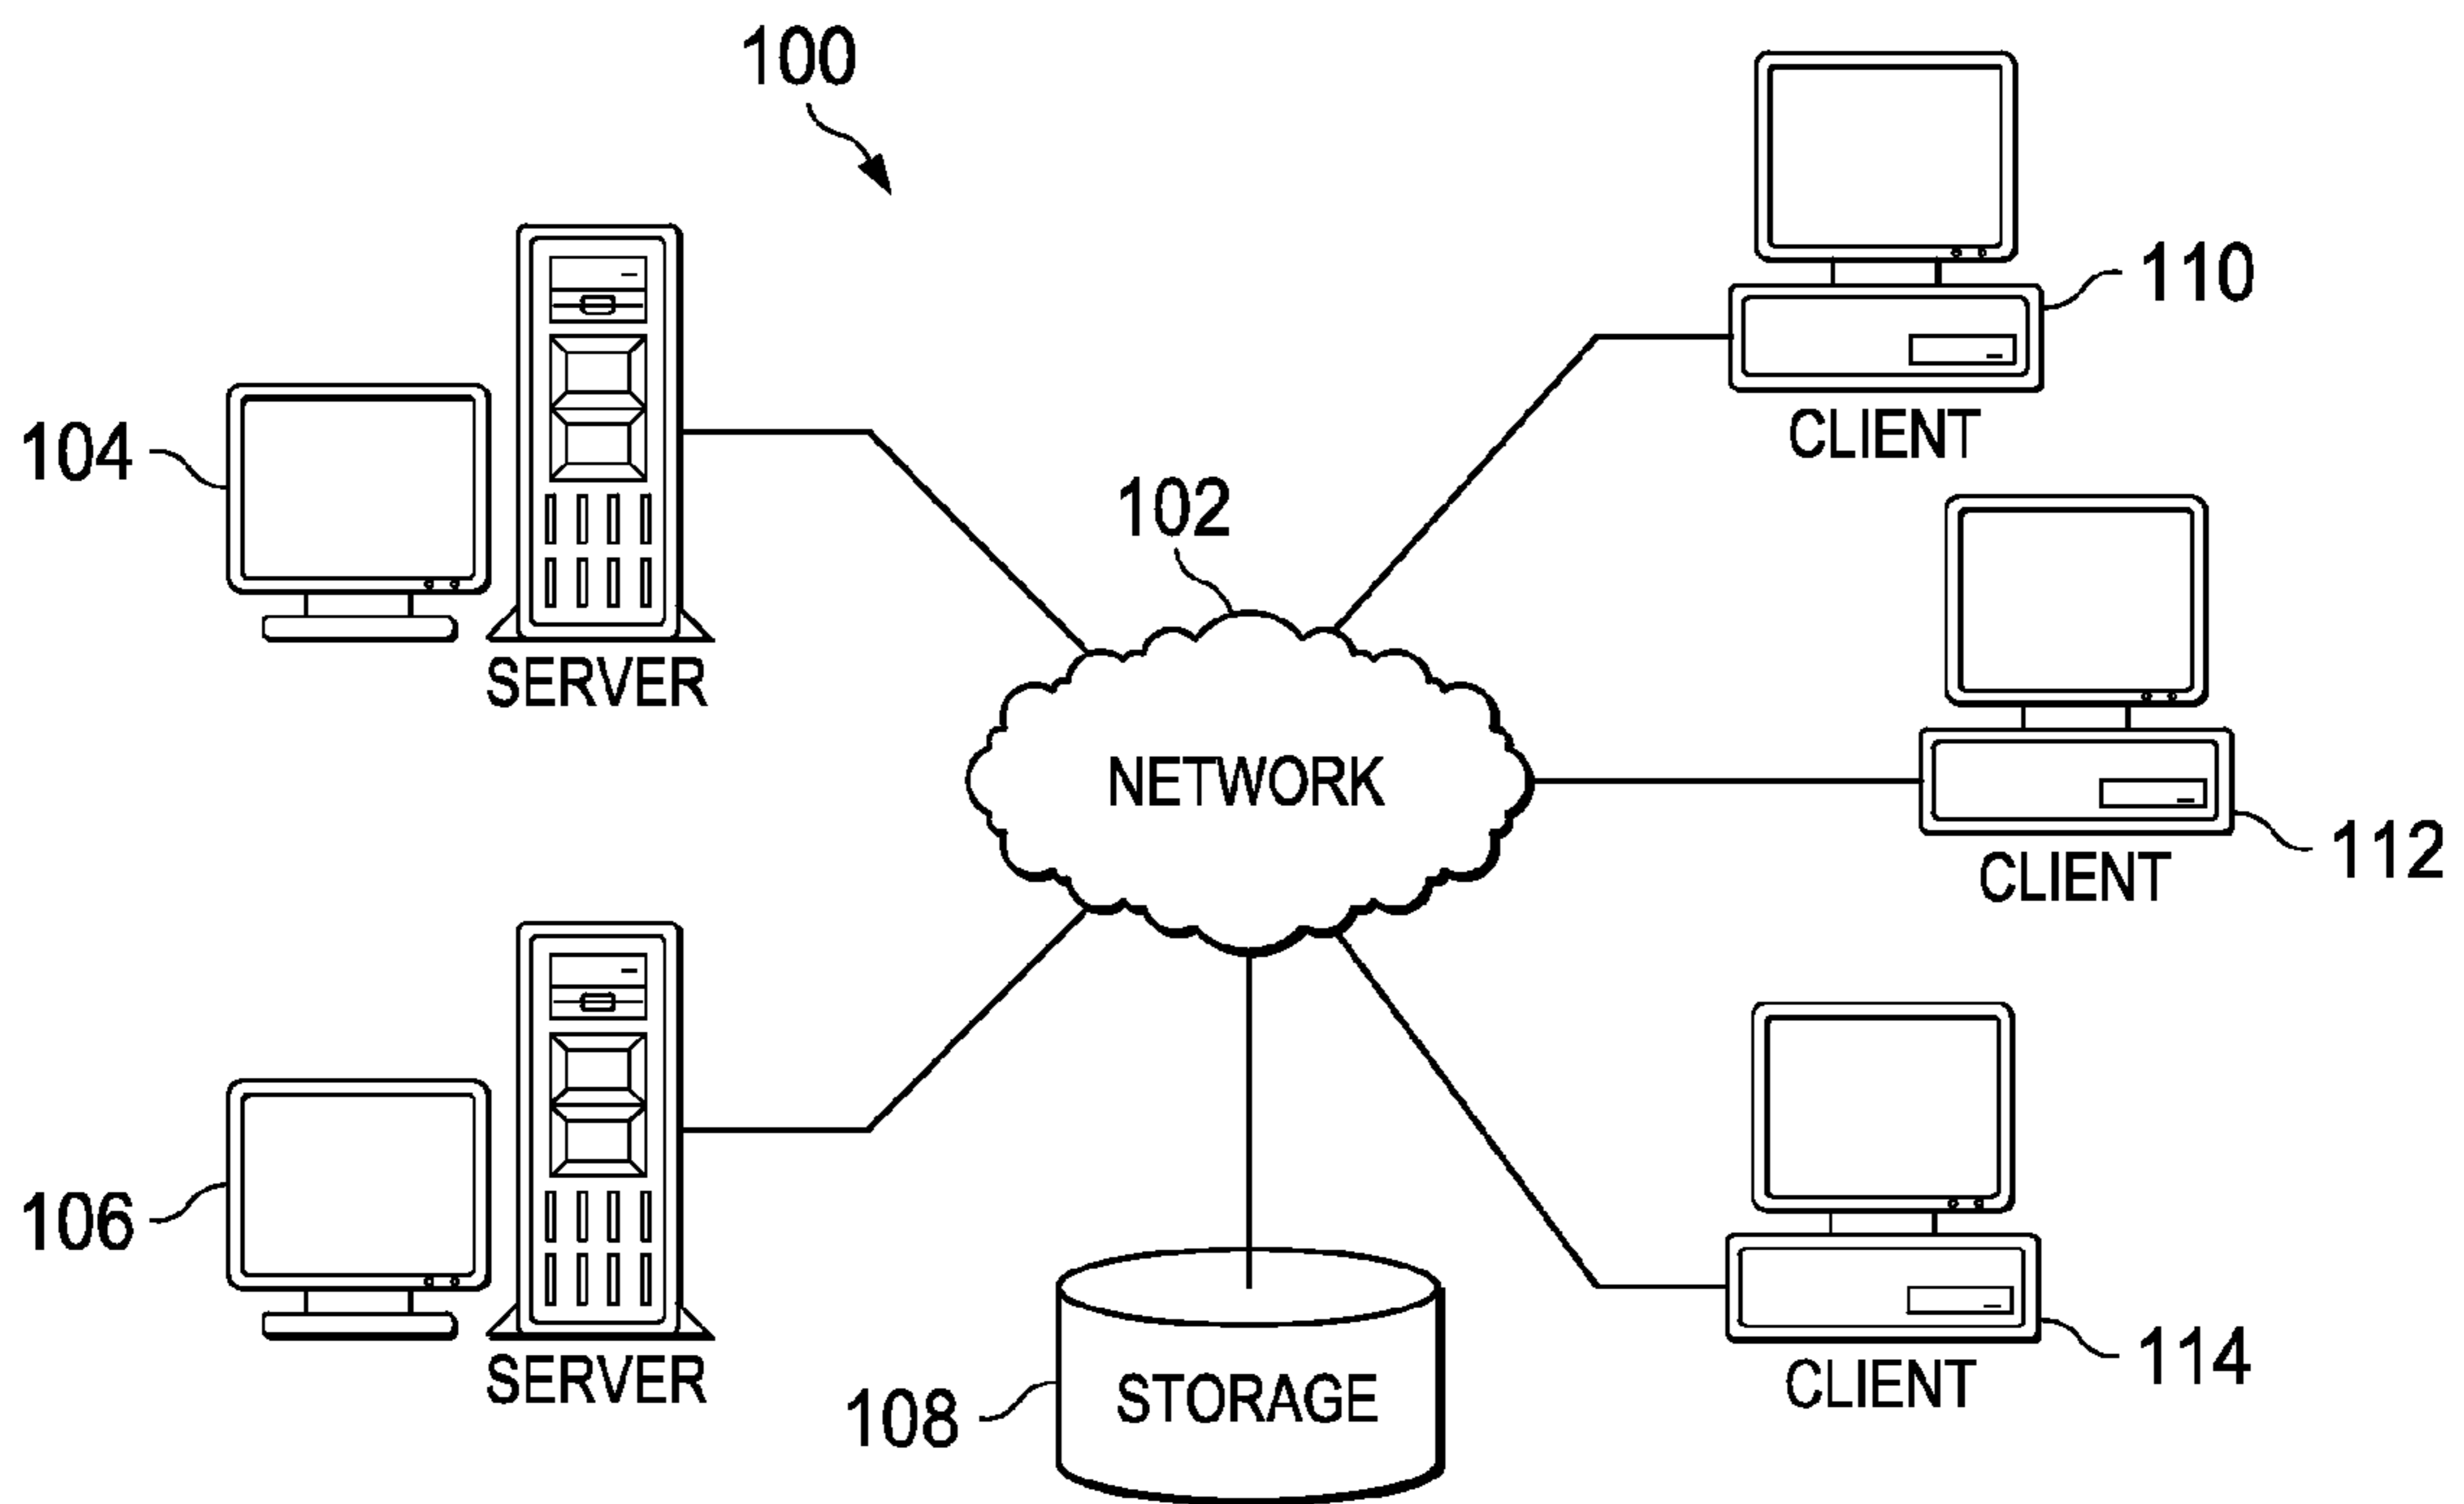 100
110
CLIENT
104
SERVER
102
NETWORK
112
CLIENT
106
SERVER
108
STORAGE
114
CLIENT